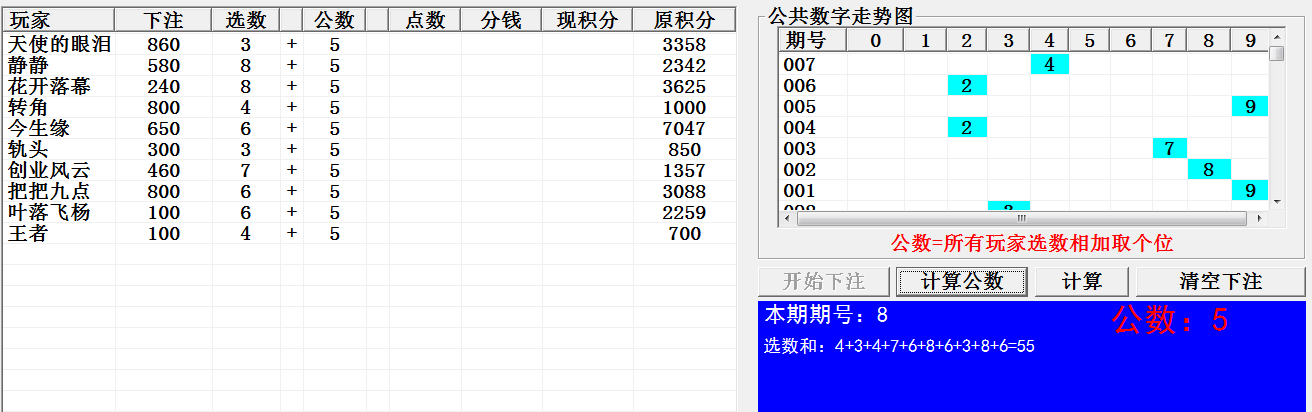 玩家 下注 选数 公数 点数 分钱 现积分 原积分
天使的眼泪 860 3 + 5 3358
静静 580 8 + 5 2342
花开落幕 240 8 + 5 3625
转角 800 4 + 5 1000
今生缘 650 6 + 5 7047
轨头 300 3 + 5 850
创业风云 460 7 + 5 1357
把把九点 800 6 + 5 3088
叶落飞杨 100 6 + 5 2259
王者 100 4 + 5 700
公共数字走势图
期号 0 1 2 3 4 5 6 7 8 9
007 4
006 2
005 9
004 2
003 7
002 8
001 9
公数=所有玩家选数相加取个位
开始下注 计算公数 计算 清空下注
本期期号：8 公数：5
选数和：4+3+4+7+6+8+6+3+8+6=55